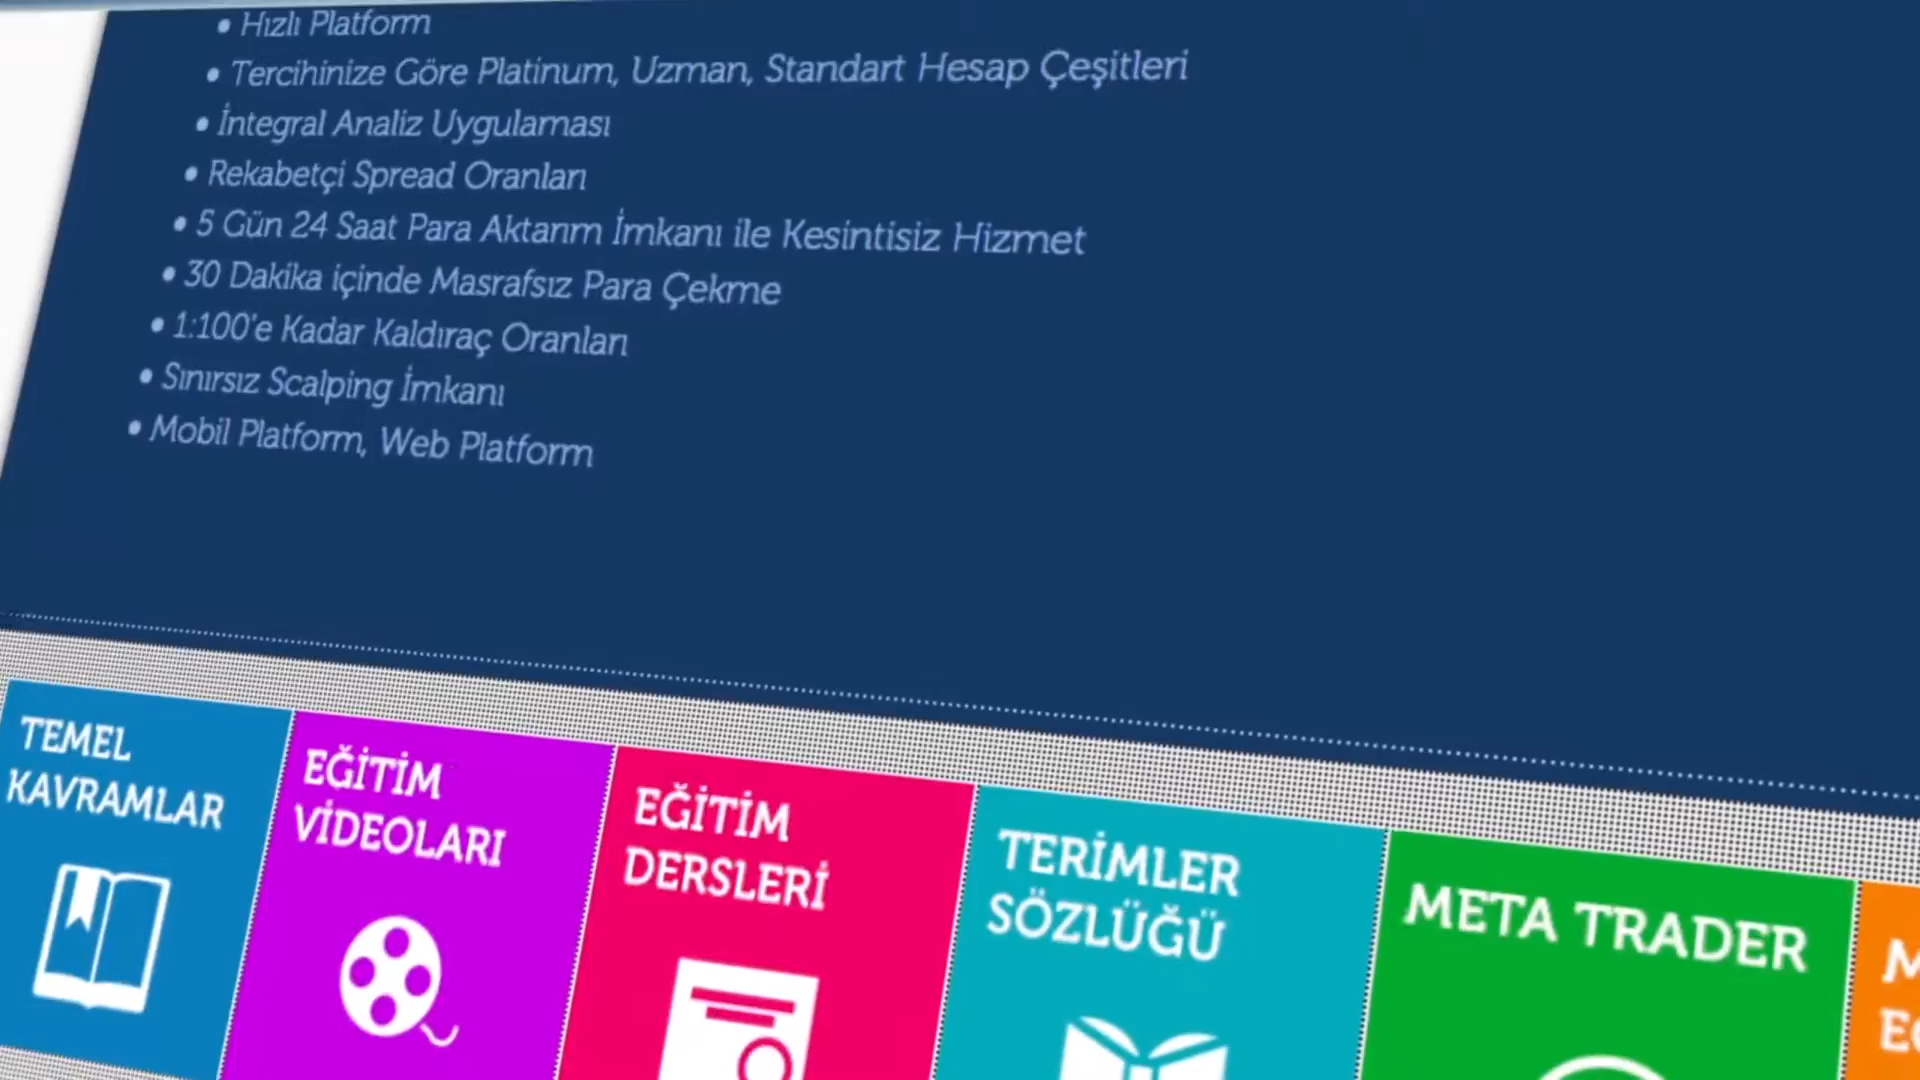 • Hızlı Platform
• Tercihinize Göre Platinum, Uzman, Standart Hesap Çeşitleri
• İntegral Analiz Uygulaması
• Rekabetçi Spread Oranları
• 5 Gün 24 Saat Para Aktarım İmkanı ile Kesintisiz Hizmet
• 30 Dakika içinde Masrafsız Para Çekme
• 1:100'e Kadar Kaldıraç Oranları
• Sınırsız Scalping İmkanı
• Mobil Platform, Web Platform
TEMEL
KAVRAMLAR
EĞİTİM
VİDEOLARI
EĞİTİM
DERSLERİ
TERİMLER
SÖZLÜĞÜ
META TRADER